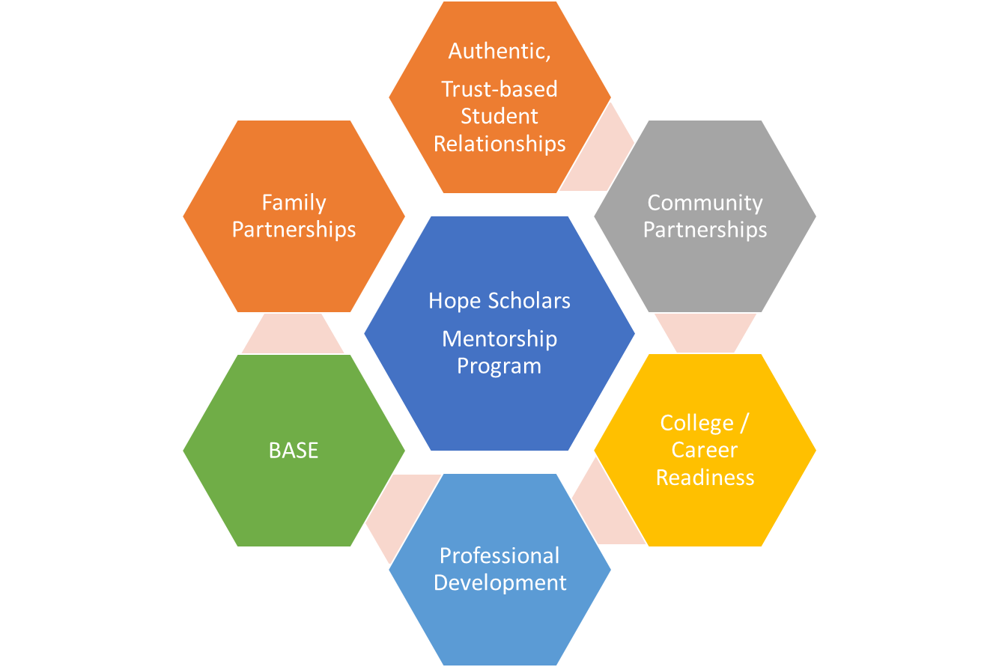 Authentic,
Trust-based
Student
Relationships
Family
Partnerships
Community
Partnerships
Hope Scholars
Mentorship
Program
BASE
College /
Career
Readiness
Professional
Development